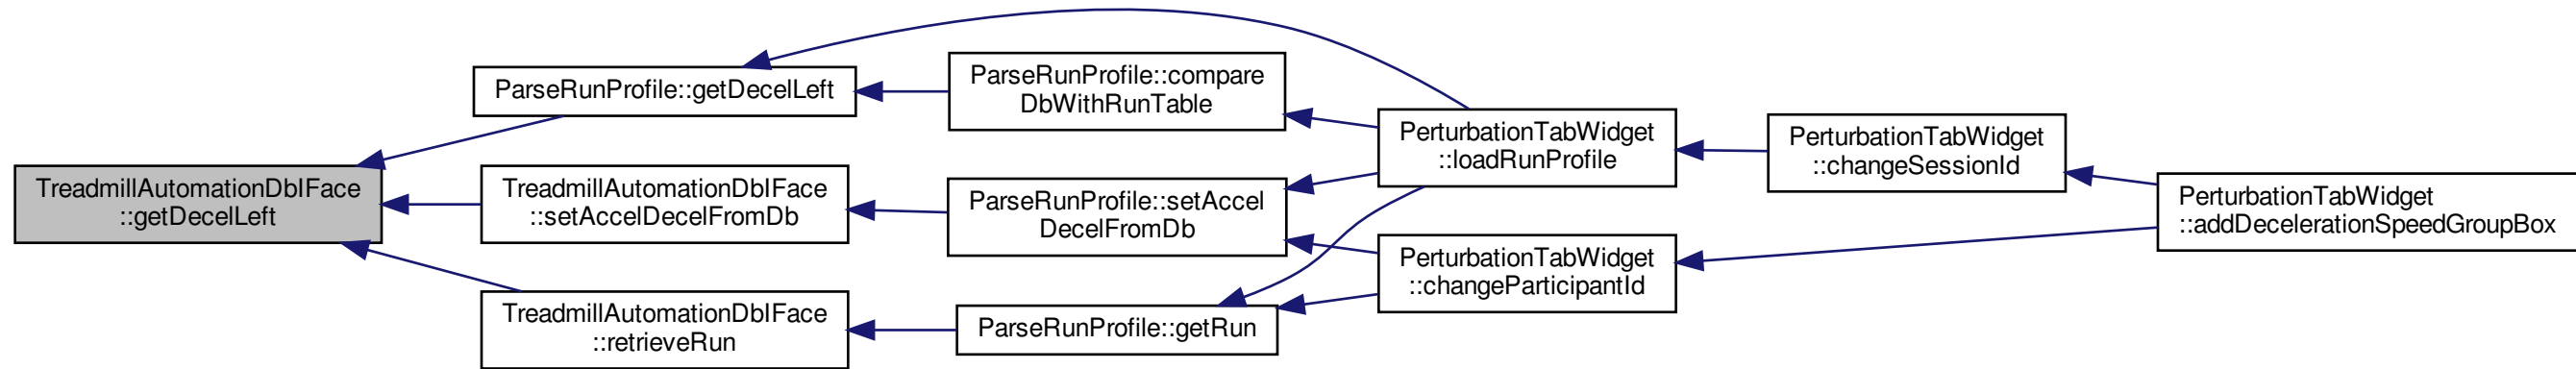 TreadmillAutomationDbIFace
::getDecelLeft
ParseRunProfile::getDecelLeft
TreadmillAutomationDbIFace
::setAccelDecelFromDb
TreadmillAutomationDbIFace
::retrieveRun
ParseRunProfile::compare
DbWithRunTable
ParseRunProfile::setAccel
DecelFromDb
ParseRunProfile::getRun
PerturbationTabWidget
::loadRunProfile
PerturbationTabWidget
::changeParticipantId
PerturbationTabWidget
::changeSessionId
PerturbationTabWidget
::addDecelerationSpeedGroupBox